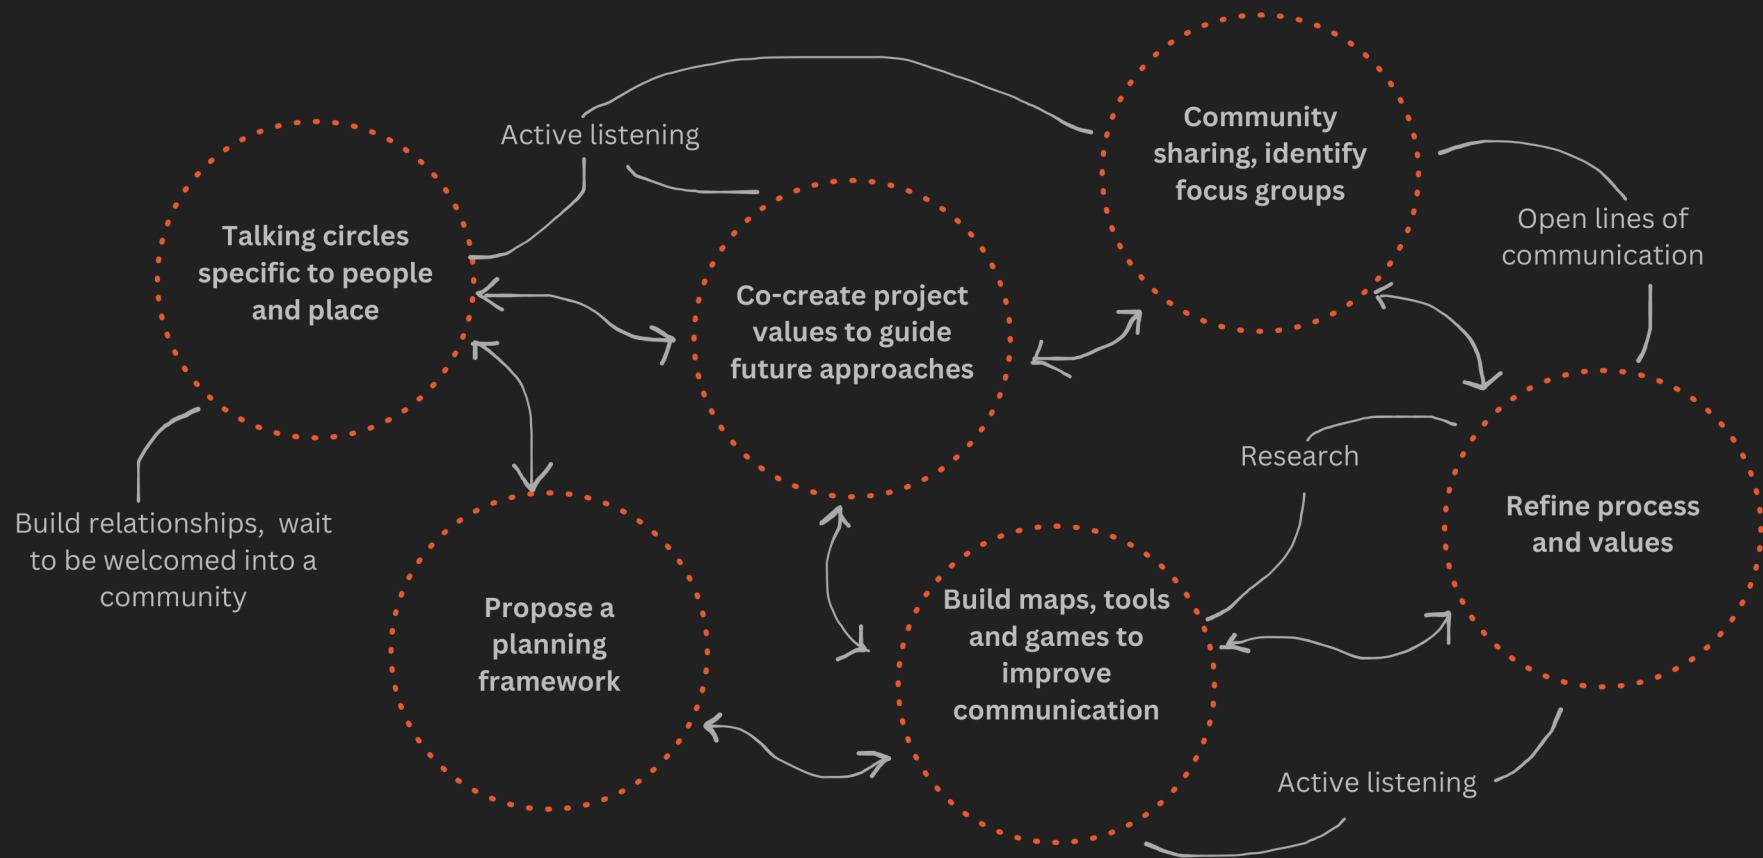 Active listening
Community
sharing, identify
focus groups
Open lines of
communication
Talking circles
specific to people
and place
Co-create project
values to guide
future approaches
Research
Refine process
and values
Build relationships,  wait
to be welcomed into a
community
Propose a
planning
framework
Build maps, tools
and games to
improve
communication
Active listening